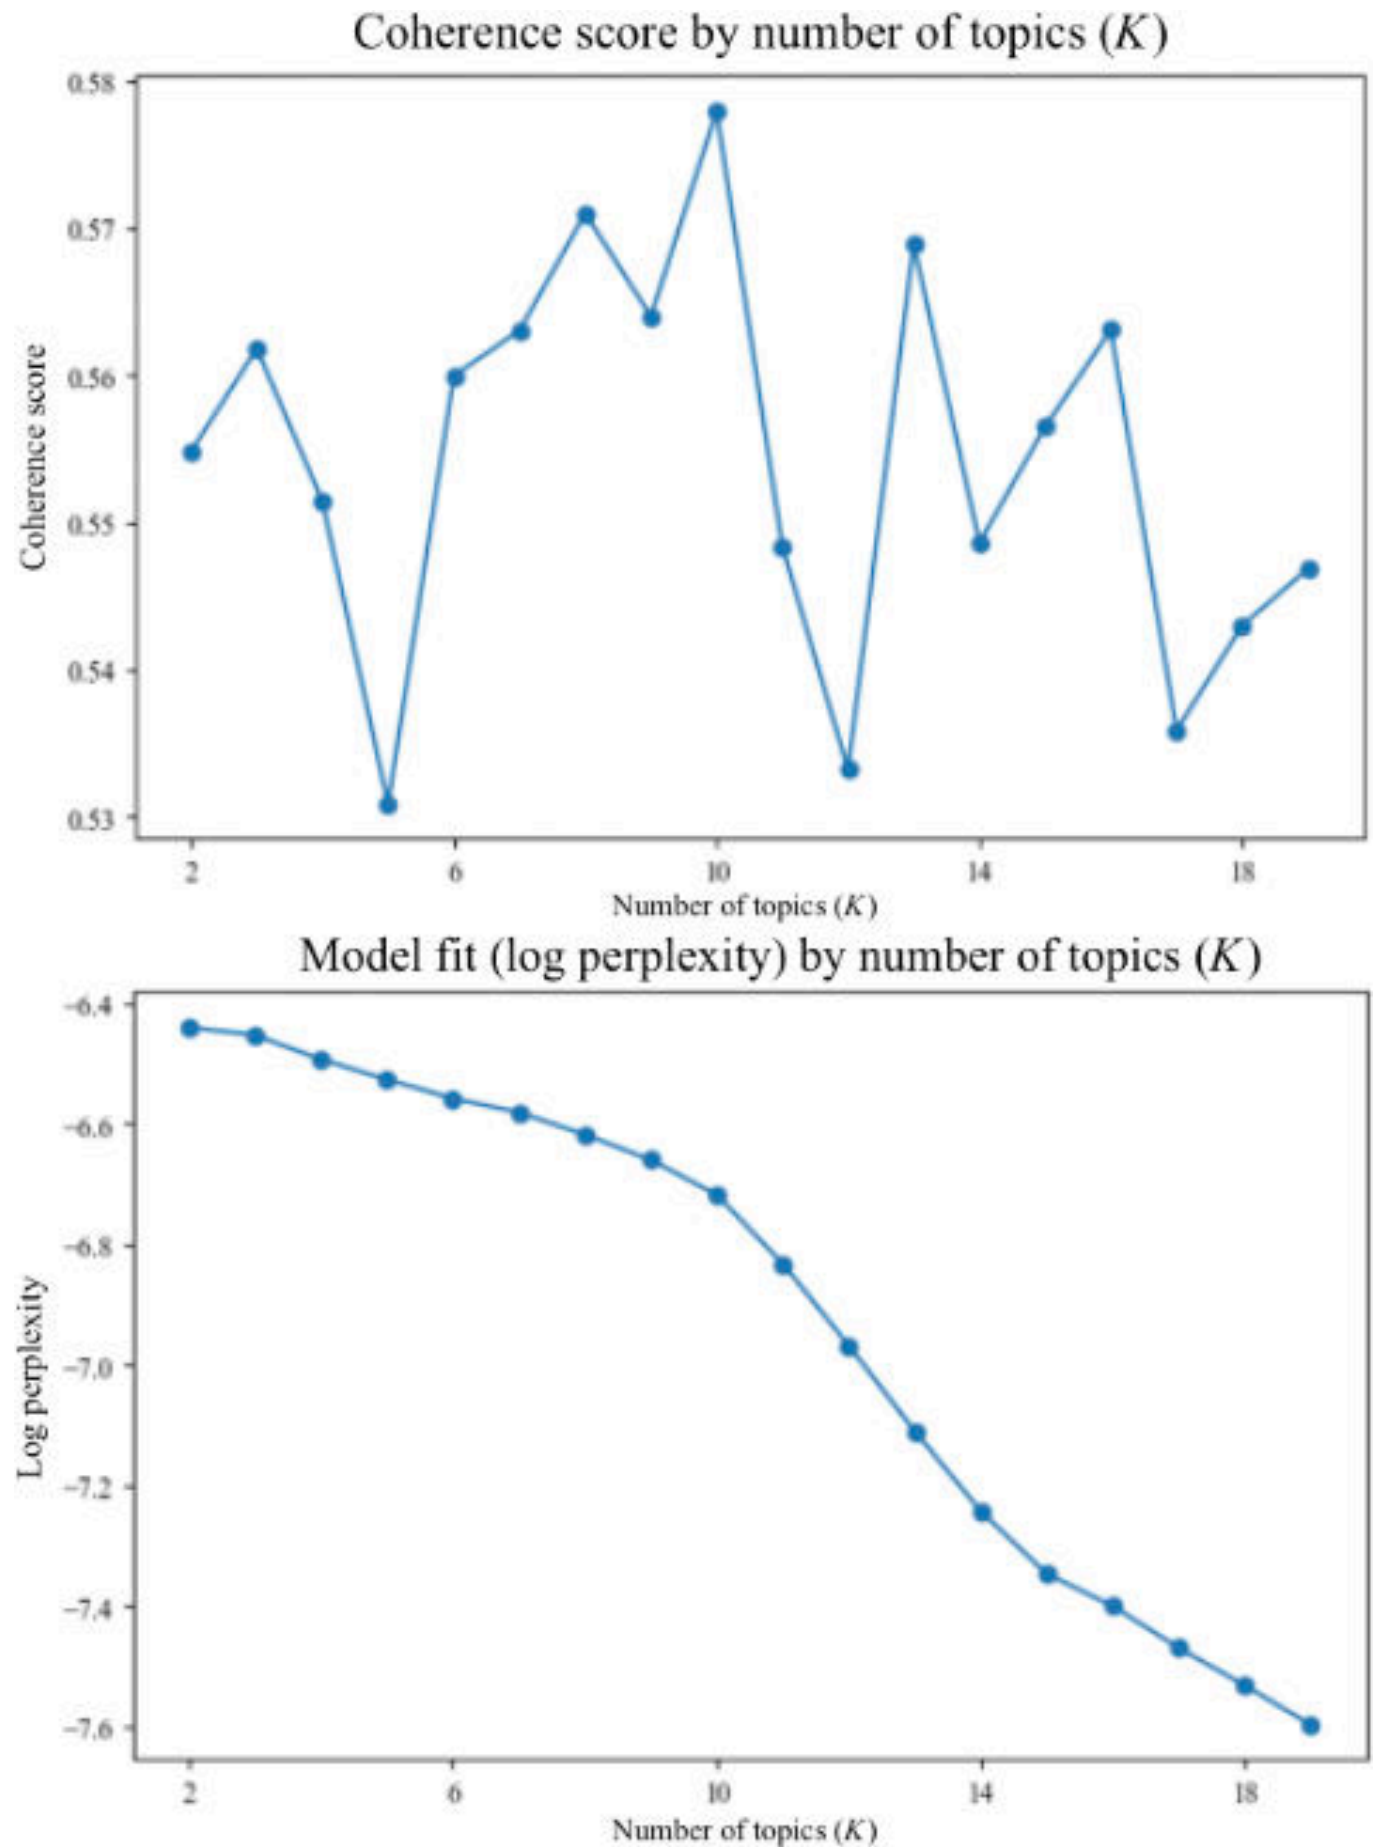 Coherence score by number of topics (K)
0.58
0.57
0.56
0.55
0.54
0.53
Coherence score
2 6 10 14 18
Number of topics (K)
Model fit (log perplexity) by number of topics (K)
−6.4
−6.6
−6.8
−7.0
−7.2
−7.4
−7.6
Log perplexity
2 6 10 14 18
Number of topics (K)